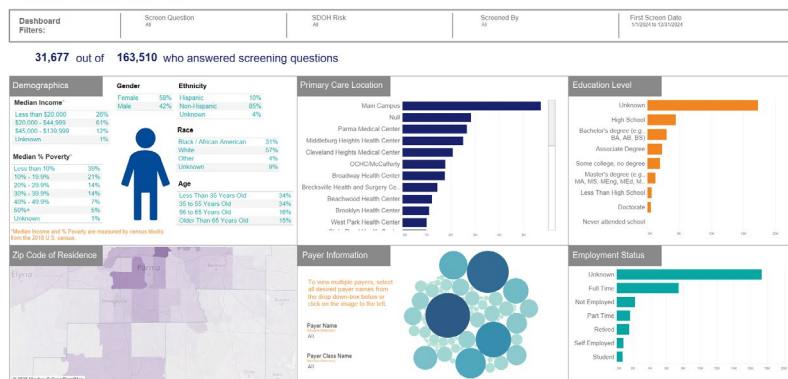 Dashboard Filters:
Screen Question
All
SDOH Risk
All
Screened By
All
First Screen Date
1/1/2024 to 12/31/2024
31,677 out of 163,510 who answered screening questions
Demographics
Median Income*
Less than $20,000 26%
$20,000 - $44,999 61%
$45,000 - $139,999 12%
Unknown 1%
Median % Poverty*
Less than 10% 39%
10% - 19.9% 21%
20% - 29.9% 14%
30% - 39.9% 14%
40% - 49.9% 7%
50%+ 5%
Unknown 1%
*Median Income and % Poverty are measured by census blocks
from the 2010 U.S. census.
Gender
Female 58%
Male 42%
Ethnicity
Hispanic 10%
Non-Hispanic 85%
Unknown 4%
Race
Black / African American 31%
White 57%
Other 4%
Unknown 8%
Age
Less Than 35 Years Old 34%
35 to 55 Years Old 34%
56 to 65 Years Old 16%
Older Than 65 Years Old 15%
Primary Care Location
Main Campus
Null
Parma Medical Center
Middleburg Heights Health Center
Cleveland Heights Medical Center
OCHC/McCafferty
Broadway Health Center
Brecksville Health and Surgery Ce..
Beachwood Health Center
Brooklyn Health Center
West Park Health Center
Education Level
Unknown
High School
Bachelor's degree (e.g.,
BA, AB, BS)
Associate Degree
Some college, no degree
Master's degree (e.g.,
MA, MS, MEng, MEd, M..
Less Than High School
Doctorate
Never attended school
Zip Code of Residence
Elyria
Parma
Payer Information
To view multiple payers, select
all desired payer names from
the drop down-box below or
click on the image to the left.
Payer Name
All
Payer Class Name
All
Employment Status
Unknown
Full Time
Not Employed
Part Time
Retired
Self Employed
Student